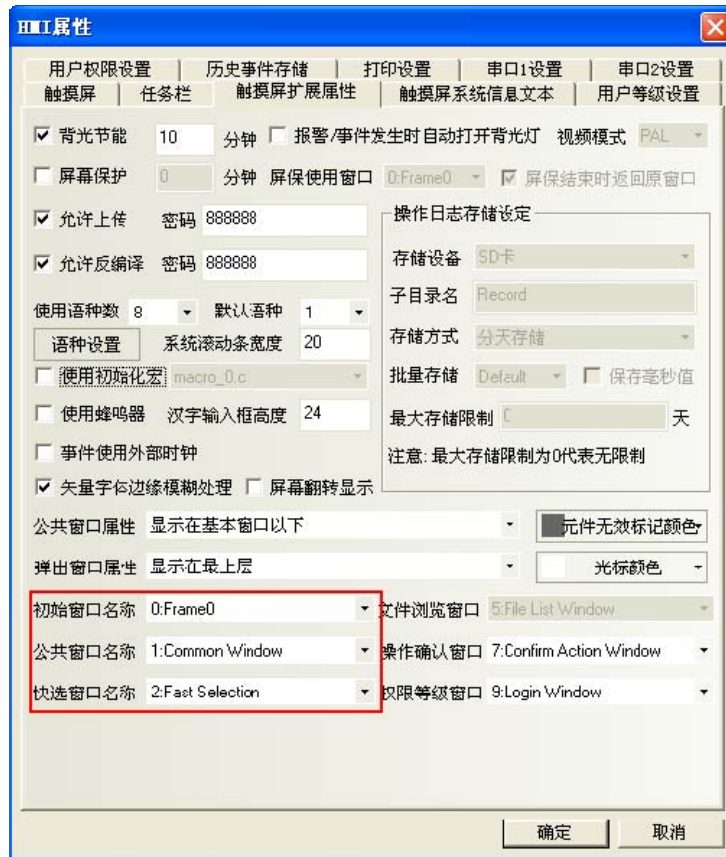 HMI属性
用户权限设置 历史事件存储 打印设置 串口1设置 串口2设置
触摸屏 任务栏 触摸屏扩展属性 触摸屏系统信息文本 用户等级设置
背光节能 10 分钟 报警/事件发生时自动打开背光灯 视频模式 PAL
屏幕保护 0 分钟 屏保使用窗口 0:Frame0 屏保结束时返回原窗口
允许上传 密码 888888
操作日志存储设定
允许反编译 密码 888888
存储设备 SD卡
子目录名 Record
使用语种数 8 默认语种 1
语种设置 系统滚动条宽度 20
存储方式 分天存储
使用初始化宏 macro_0.c
批量存储 Default 保存毫秒值
使用蜂鸣器 汉字输入框高度 24
最大存储限制 天
事件使用外部时钟
注意:最大存储限制为0代表无限制
矢量字体边缘模糊处理 屏幕翻转显示
公共窗口属性 显示在基本窗口以下 元件无效标记颜色
弹出窗口属性 显示在最上层 光标颜色
初始窗口名称 0:Frame0 文件浏览窗口 5:File List Window
公共窗口名称 1:Common Window 操作确认窗口 7:Confirm Action Window
快选窗口名称 2:Fast Selection 权限等级窗口 9:Login Window
确定 取消